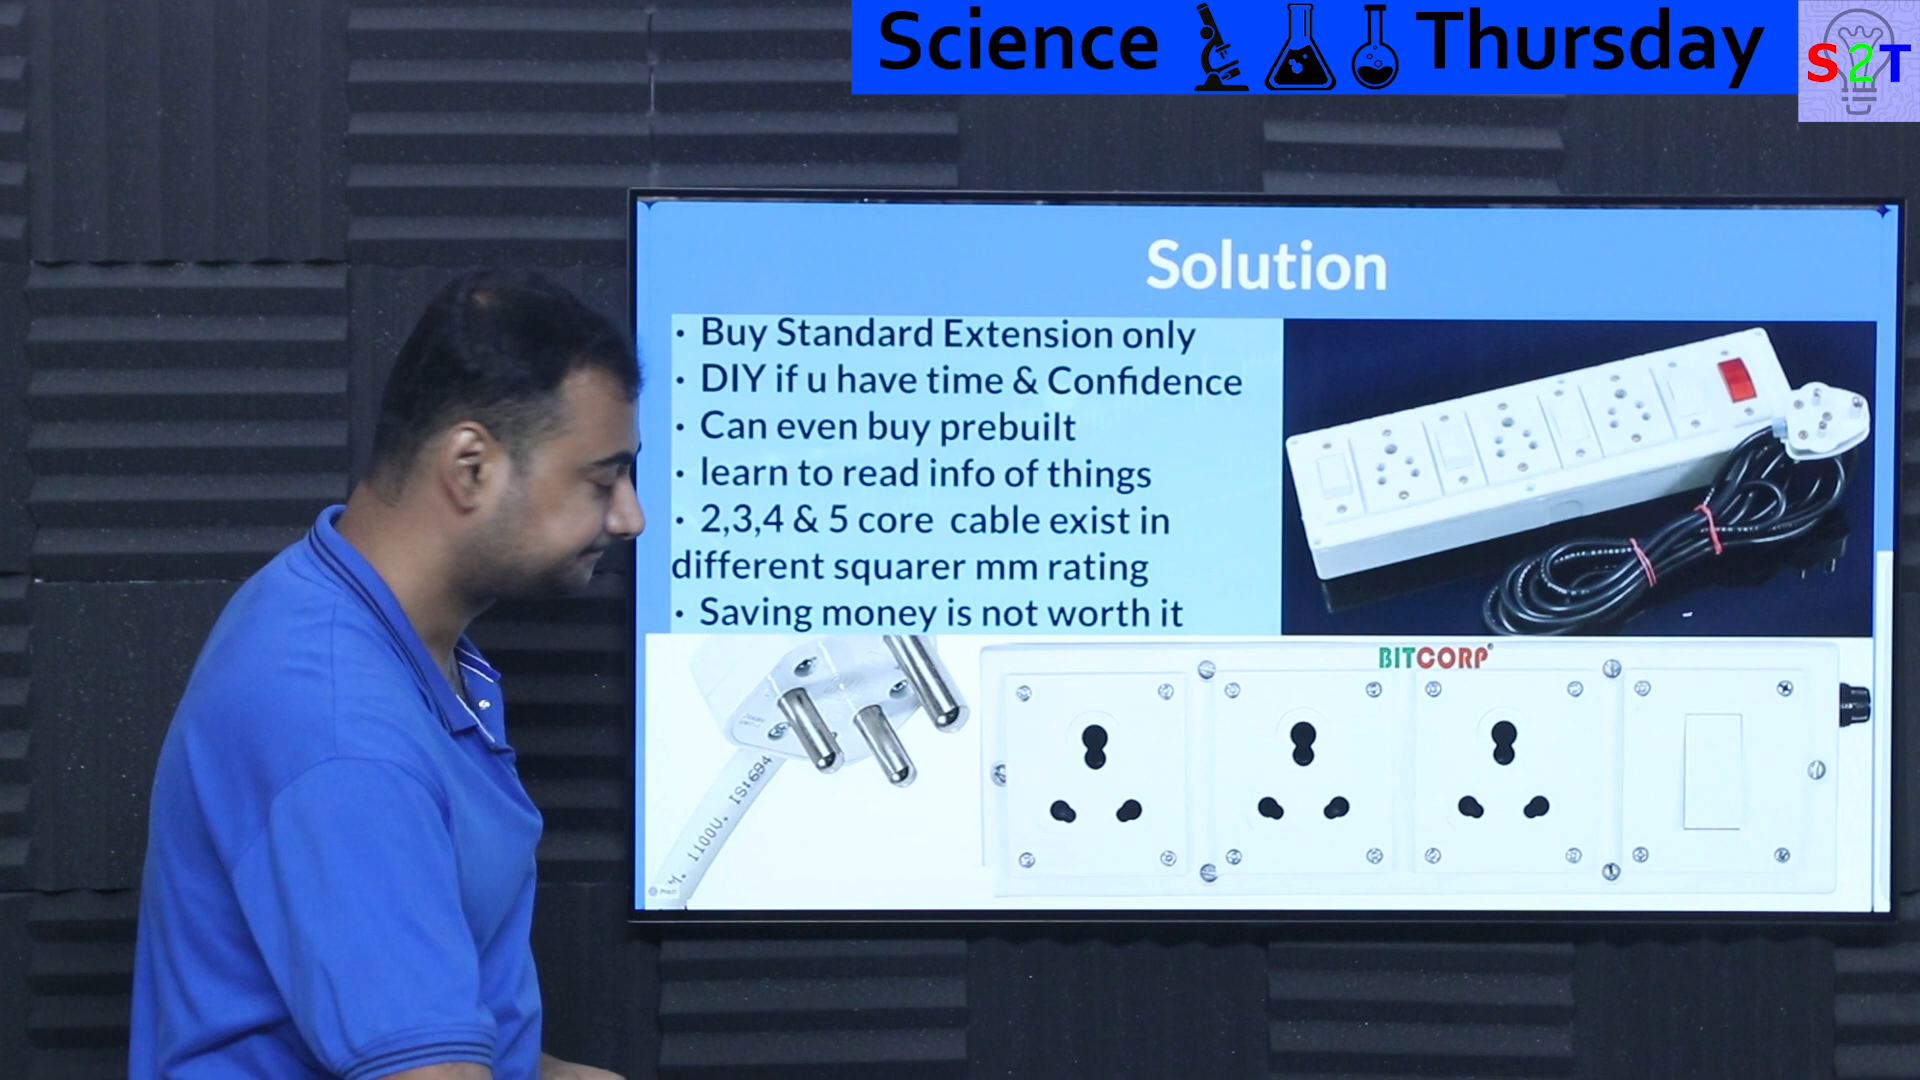 Science Thursday
S2T
Solution
· Buy Standard Extension only
· DIY if u have time & Confidence
· Can even buy prebuilt
· learn to read info of things
· 2,3,4 & 5 core cable exist in
different squarer mm rating
· Saving money is not worth it
BITCORP
1100V. IS:694